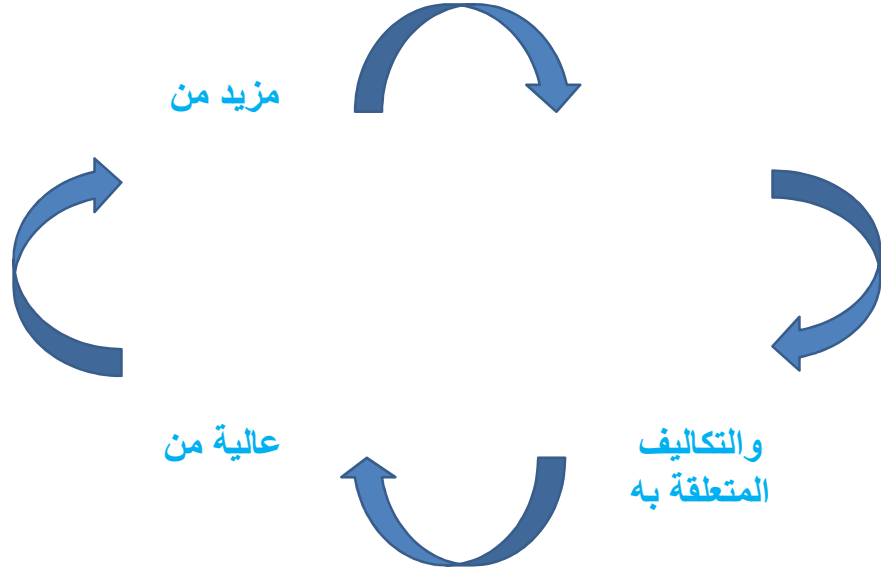 مزيد من
عالية من
والتكاليف
المتعلقة به